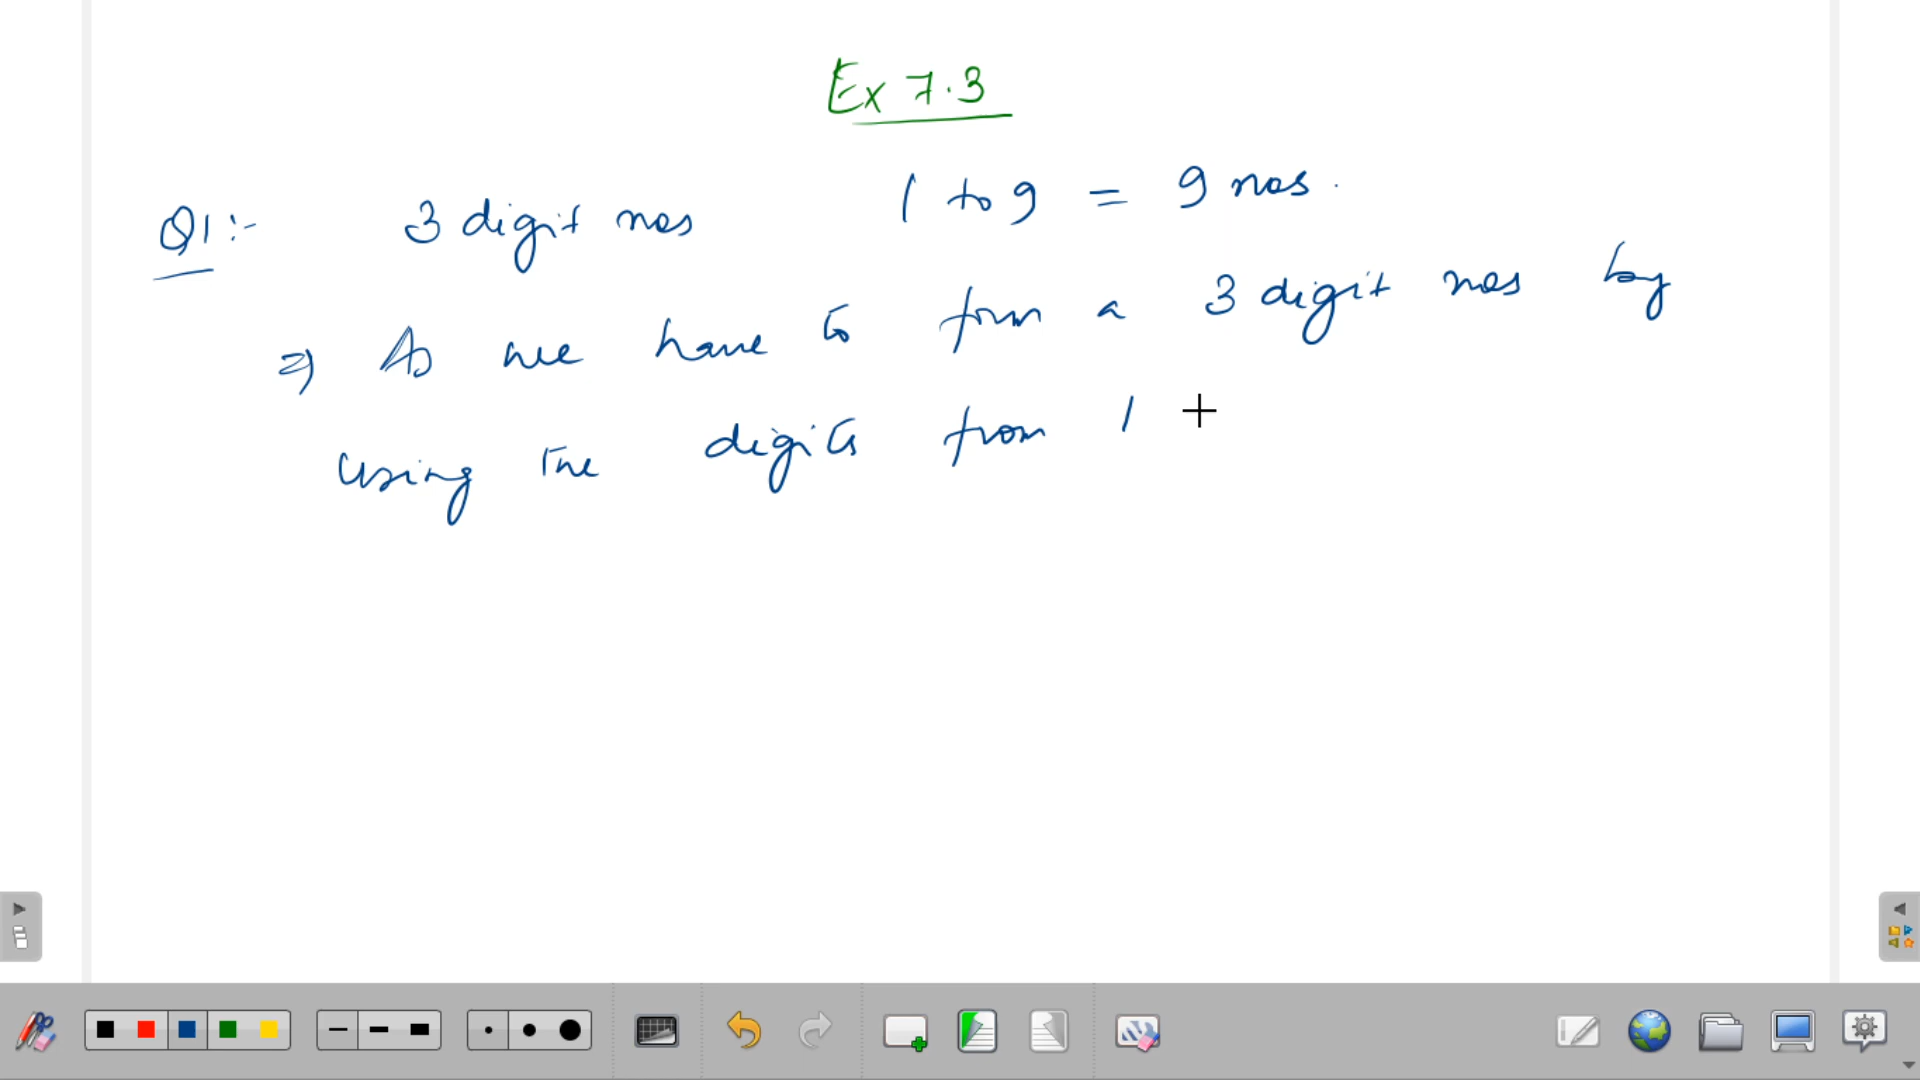 Ex 7.3
Q1:- 3 digit nos 1 to 9 = 9 nos.
=) As we have to form a 3 digit nos by
using the digits from 1